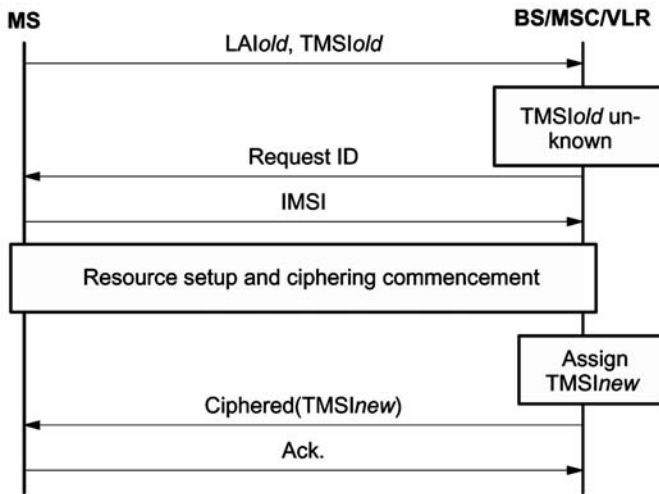 MS BS/MSC/VLR
LAIold, TMSIold
TMSIold un-
known
Request ID
IMSI
Resource setup and ciphering commencement
Assign
TMSInew
Ciphered(TMSInew)
Ack.